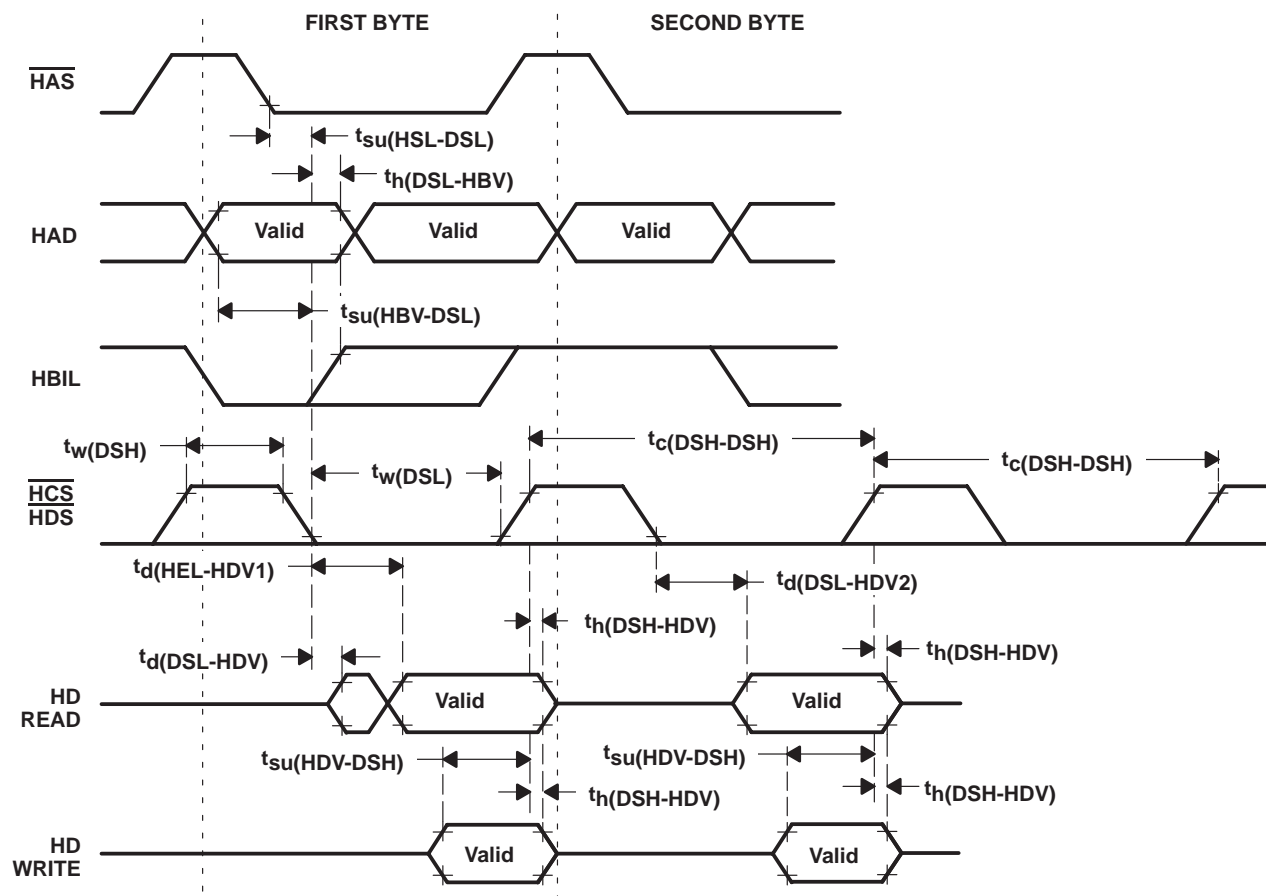 FIRST BYTE
SECOND BYTE
HAS
tsu(HSL-DSL)
th(DSL-HBV)
HAD
Valid
Valid
Valid
tsu(HBV-DSL)
HBIL
tw(DSH)
tc(DSH-DSH)
tc(DSH-DSH)
tw(DSL)
HCS
HDS
td(HEL-HDV1)
td(DSL-HDV2)
th(DSH-HDV)
td(DSL-HDV)
th(DSH-HDV)
HD
READ
Valid
Valid
tsu(HDV-DSH)
tsu(HDV-DSH)
th(DSH-HDV)
th(DSH-HDV)
HD
WRITE
Valid
Valid